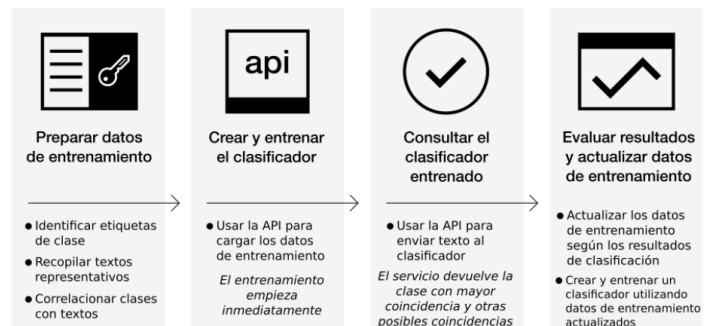 Preparar datos
de entrenamiento
● Identificar etiquetas
de clase
● Recopilar textos
representativos
● Correlacionar clases
con textos
api
Crear y entrenar
el clasificador
● Usar la API para
cargar los datos
de entrenamiento
El entrenamiento
empieza
inmediatamente
Consultar el
clasificador
entrenado
● Usar la API para
enviar texto al
clasificador
El servicio devuelve la
clase con mayor
coincidencia y otras
posibles coincidencias
Evaluar resultados
y actualizar datos
de entrenamiento
● Actualizar los datos
de entrenamiento
según los resultados
de clasificación
● Crear y entrenar un
clasificador utilizando
datos de entrenamiento
actualizados